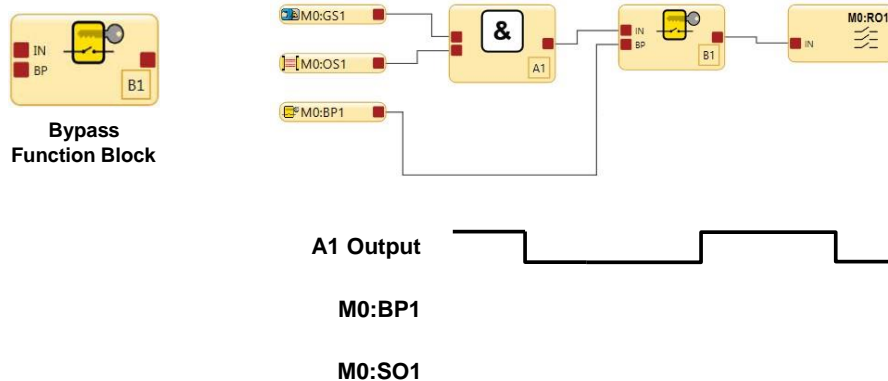 IN
BP
B1
Bypass
Function Block
M0:GS1
M0:OS1
M0:BP1
&
A1
IN
BP
B1
M0:RO1
IN
A1 Output
M0:BP1
M0:SO1